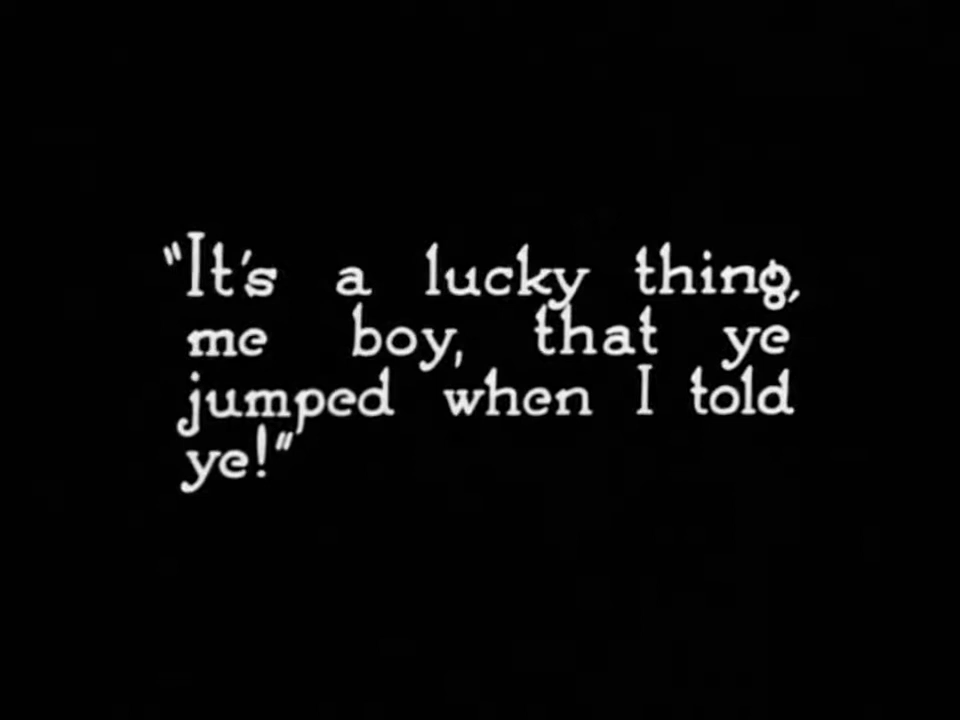 "It's a lucky thing,
me boy, that ye
jumped when I told
ye!"